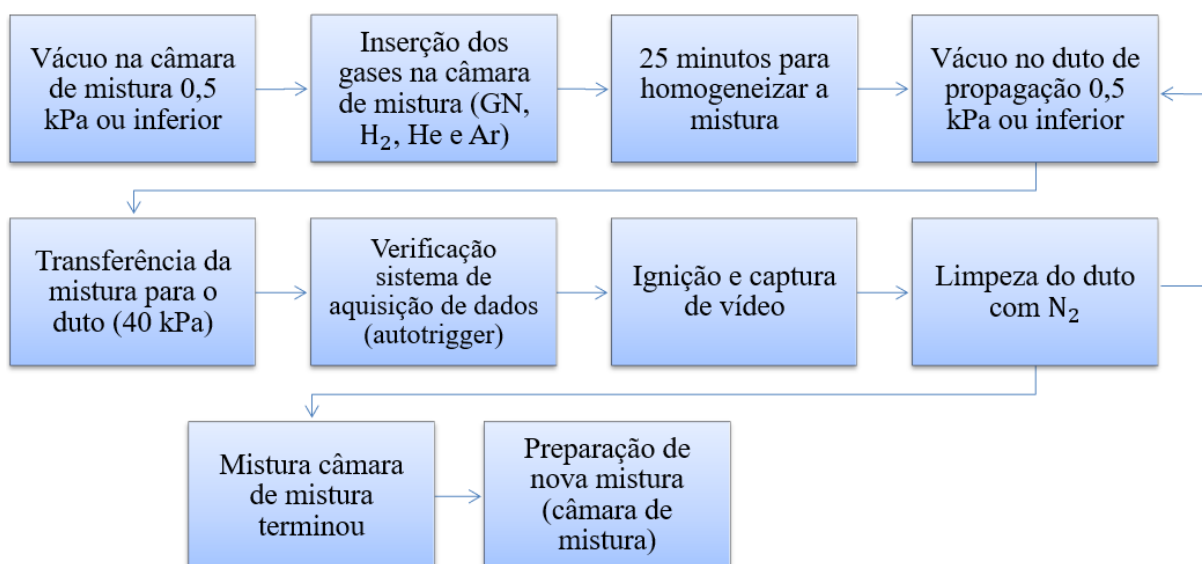 Vácuo na câmara
de mistura 0,5
kPa ou inferior
Inserção dos
gases na câmara
de mistura (GN,
H₂, He e Ar)
25 minutos para
homogeneizar a
mistura
Vácuo no duto de
propagação 0,5
kPa ou inferior
Transferência da
mistura para o
duto (40 kPa)
Verificação
sistema de
aquisição de dados
(autotrigger)
Ignição e captura
de vídeo
Limpeza do duto
com N₂
Mistura câmara
de mistura
terminou
Preparação de
nova mistura
(câmara de
mistura)